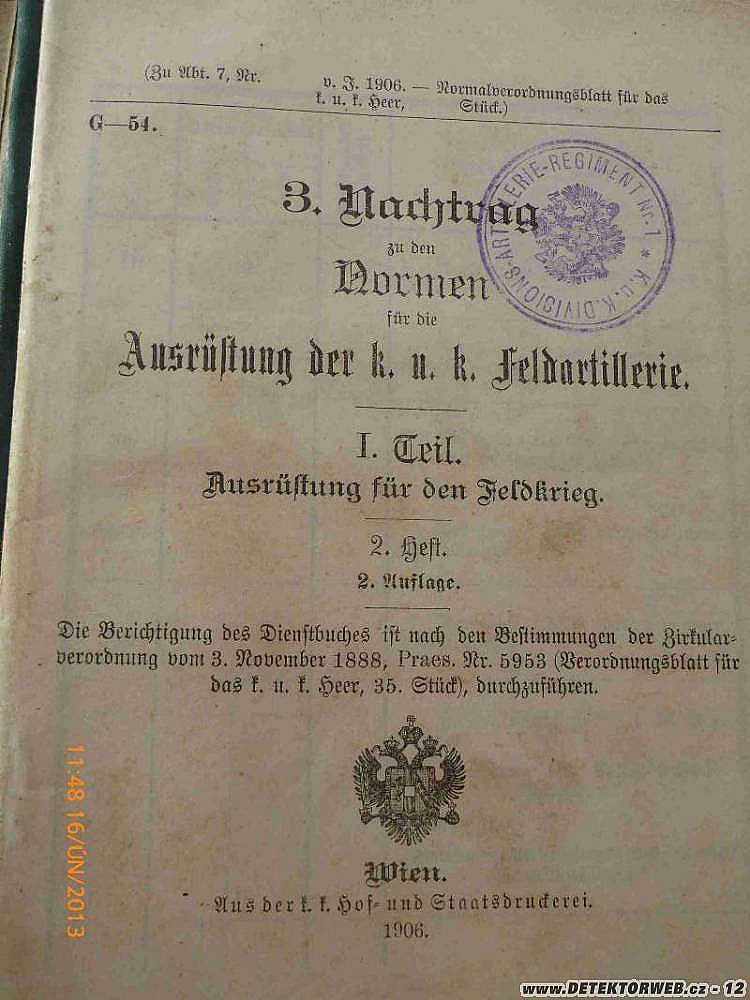 (Zu Abt. 7, Nr. v. J. 1906. — Normalverordnungsblatt für das
k. u. k. Heer, Stück.)
G—54.
3. Nachtrag
zu den
Normen
für die
Ausrüstung der k. u. k. Feldartillerie.
I. Teil.
Ausrüstung für den Feldkrieg.
2. Heft.
2. Auflage.
Die Berichtigung des Dienstbuches ist nach den Bestimmungen der Zirkular-
verordnung vom 3. November 1888, Praes. Nr. 5953 (Verordnungsblatt für
das k. u. k. Heer, 35. Stück), durchzuführen.
Wien.
Aus der k. k. Hof- und Staatsdruckerei.
1906.
K.u.K. DIVISIONS-ARTILLERIE-REGIMENT Nr. 1 *
11:48 16/ÚN/2013
www.DETEKTORWEB.cz - 12